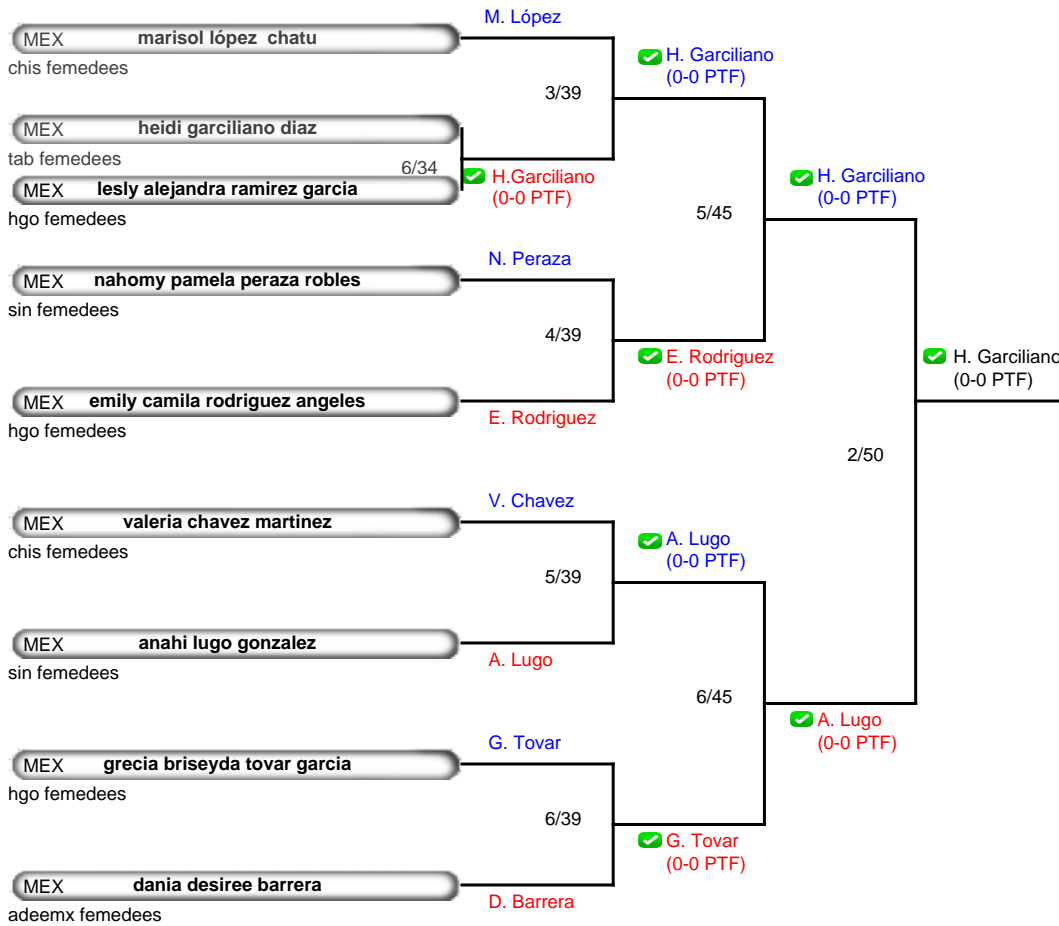 M. López
MEX marisol lópez chatu
chis femedees
H. Garciliano
(0-0 PTF)
3/39
MEX heidi garciliano diaz
tab femedees
6/34
H.Garciliano
(0-0 PTF)
MEX lesly alejandra ramirez garcia
hgo femedees
H. Garciliano
(0-0 PTF)
5/45
N. Peraza
MEX nahomy pamela peraza robles
sin femedees
4/39
E. Rodriguez
(0-0 PTF)
H. Garciliano
(0-0 PTF)
MEX emily camila rodriguez angeles
hgo femedees
E. Rodriguez
2/50
V. Chavez
MEX valeria chavez martinez
chis femedees
A. Lugo
(0-0 PTF)
5/39
MEX anahi lugo gonzalez
sin femedees
A. Lugo
6/45
A. Lugo
(0-0 PTF)
G. Tovar
MEX grecia briseyda tovar garcia
hgo femedees
6/39
G. Tovar
(0-0 PTF)
MEX dania desiree barrera
adeemx femedees
D. Barrera